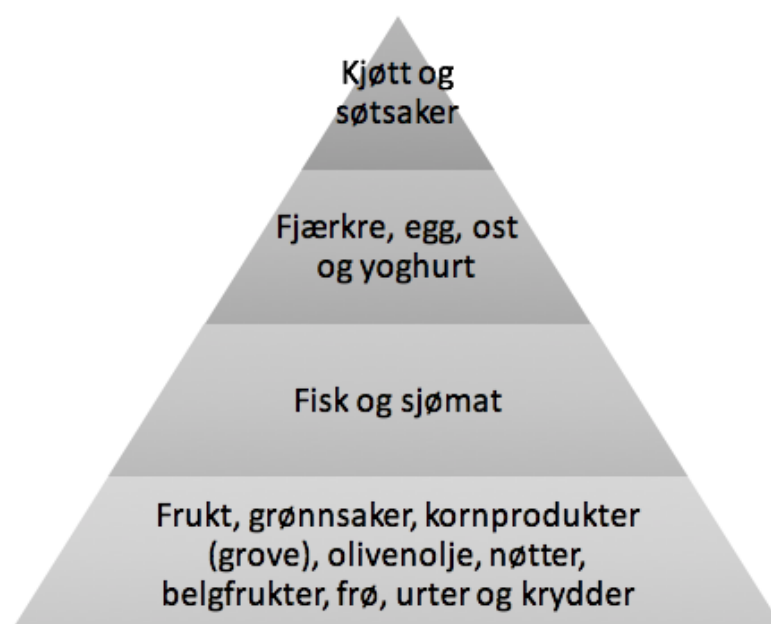 Kjøtt og
søtsaker
Fjærkre, egg, ost
og yoghurt
Fisk og sjømat
Frukt, grønnsaker, kornprodukter
(grove), olivenolje, nøtter,
belgfrukter, frø, urter og krydder